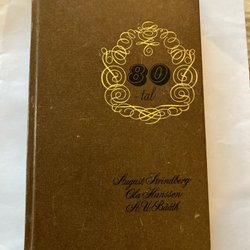 80
tal
August Strindberg
Ola Hansson
A. U. Bååth